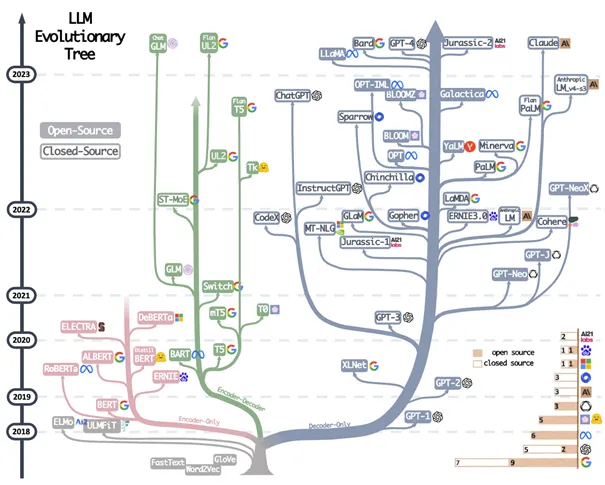 LLM
Evolutionary
Tree
Open-Source
Closed-Source
2023
2022
2021
2020
2019
2018
Chat
GLM
Flan
UL2
Flan
T5
UL2
Tk
ST-MoE
GLM
Switch
mT5
T0
BART
T5
DeBERTa
ELECTRA
ALBERT
Distill
BERT
RoBERTa
ERNIE
BERT
ELMo
AI2
ULMFiT
Encoder-Only
Encoder-Decoder
Decoder-Only
FastText
Word2Vec
GloVe
Bard
GPT-4
Jurassic-2
AI21
labs
Claude
LLaMA
OPT-IML
BLOOMZ
Galactica
Anthropic
LM_v4-s3
ChatGPT
Flan
PaLM
Sparrow
BLOOM
YaLM
Minerva
OPT
PaLM
Chinchilla
InstructGPT
GPT-NeoX
LaMDA
CodeX
GLaM
Gopher
ERNIE3.0
Anthropic
LM
Cohere
MT-NLG
Jurassic-1
AI21
labs
GPT-J
GPT-Neo
GPT-3
XLNet
GPT-2
GPT-1
open source
closed source
2
AI21
labs
1 1
1 1
3
3
3
5
6
5 2
7 9